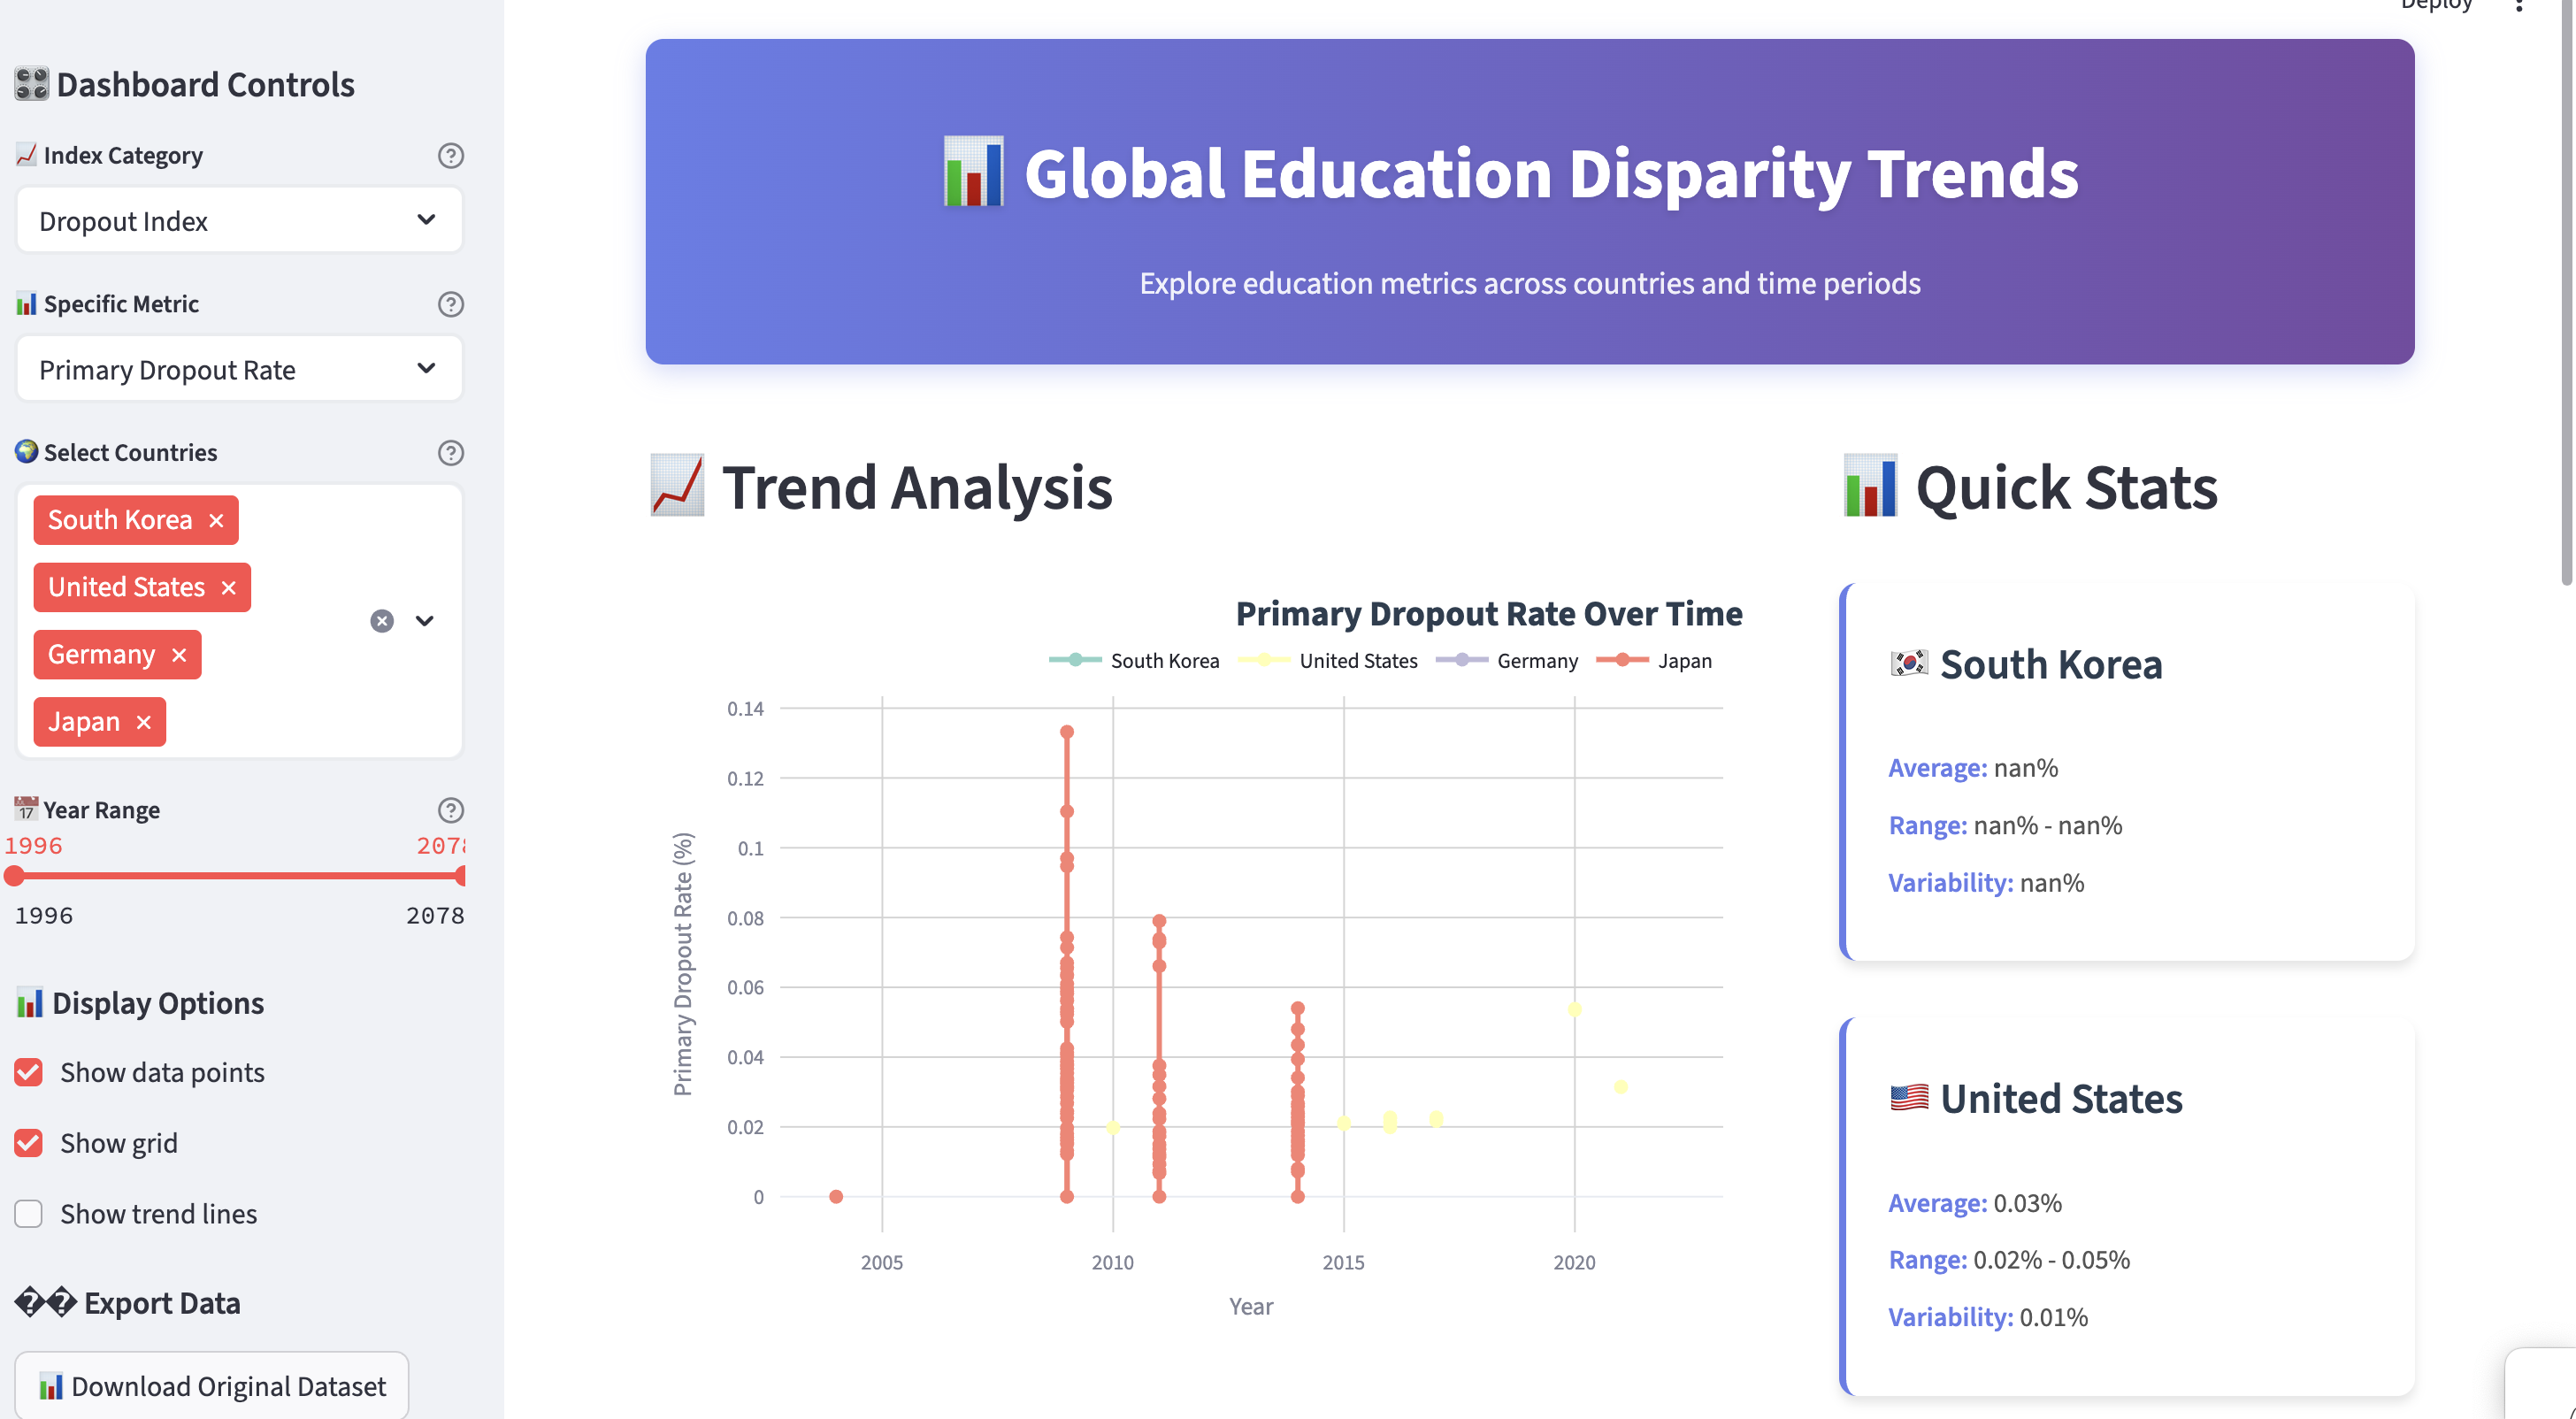 Deploy
Dashboard Controls
Index Category
Dropout Index
Specific Metric
Primary Dropout Rate
Select Countries
South Korea ×
United States ×
Germany ×
Japan ×
17 Year Range
1996 2078
1996 2078
Display Options
Show data points
Show grid
Show trend lines
�� Export Data
Download Original Dataset
Global Education Disparity Trends
Explore education metrics across countries and time periods
Trend Analysis
Primary Dropout Rate Over Time
South Korea United States Germany Japan
Primary Dropout Rate (%)
0.14
0.12
0.1
0.08
0.06
0.04
0.02
0
2005 2010 2015 2020
Year
Quick Stats
South Korea
Average: nan%
Range: nan% - nan%
Variability: nan%
United States
Average: 0.03%
Range: 0.02% - 0.05%
Variability: 0.01%